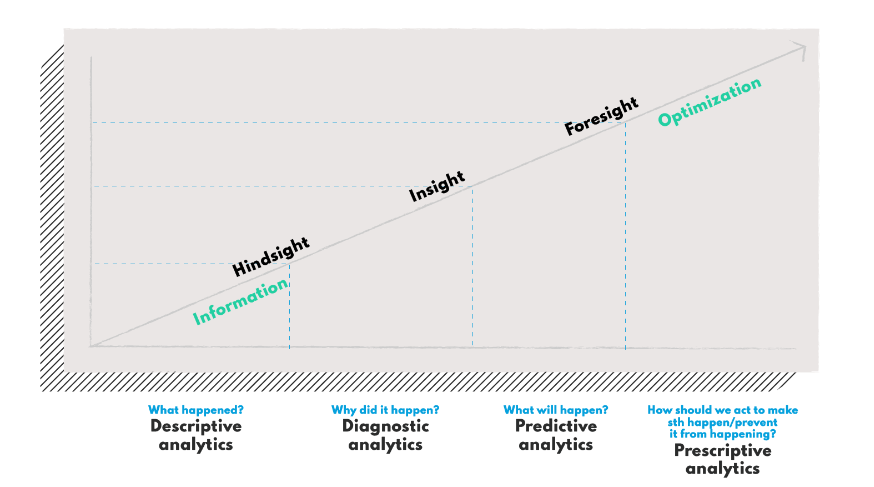 Foresight
Optimization
Insight
Hindsight
Information
What happened?
Descriptive
analytics
Why did it happen?
Diagnostic
analytics
What will happen?
Predictive
analytics
How should we act to make
sth happen/prevent
it from happening?
Prescriptive
analytics